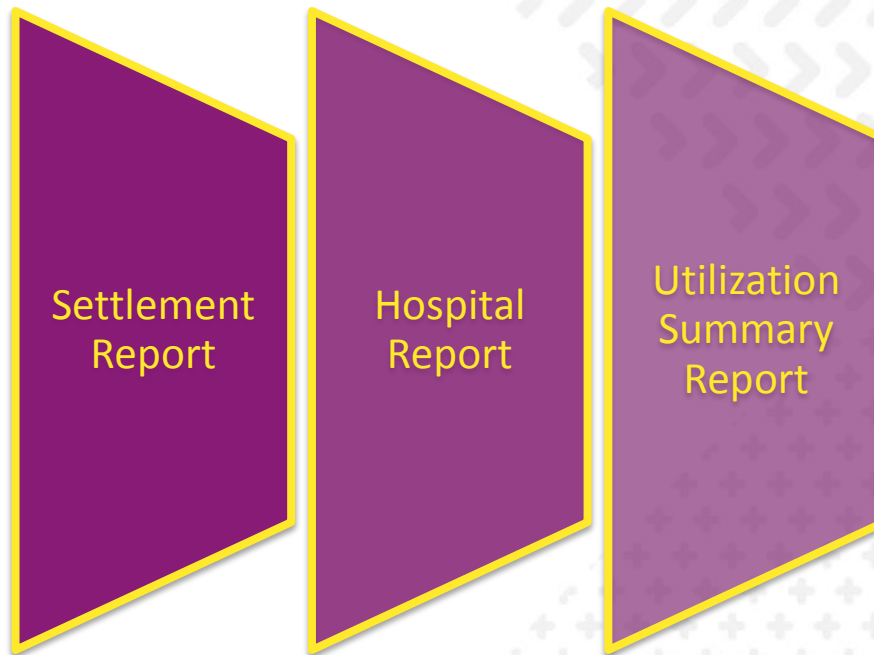 Settlement
Report
Hospital
Report
Utilization
Summary
Report